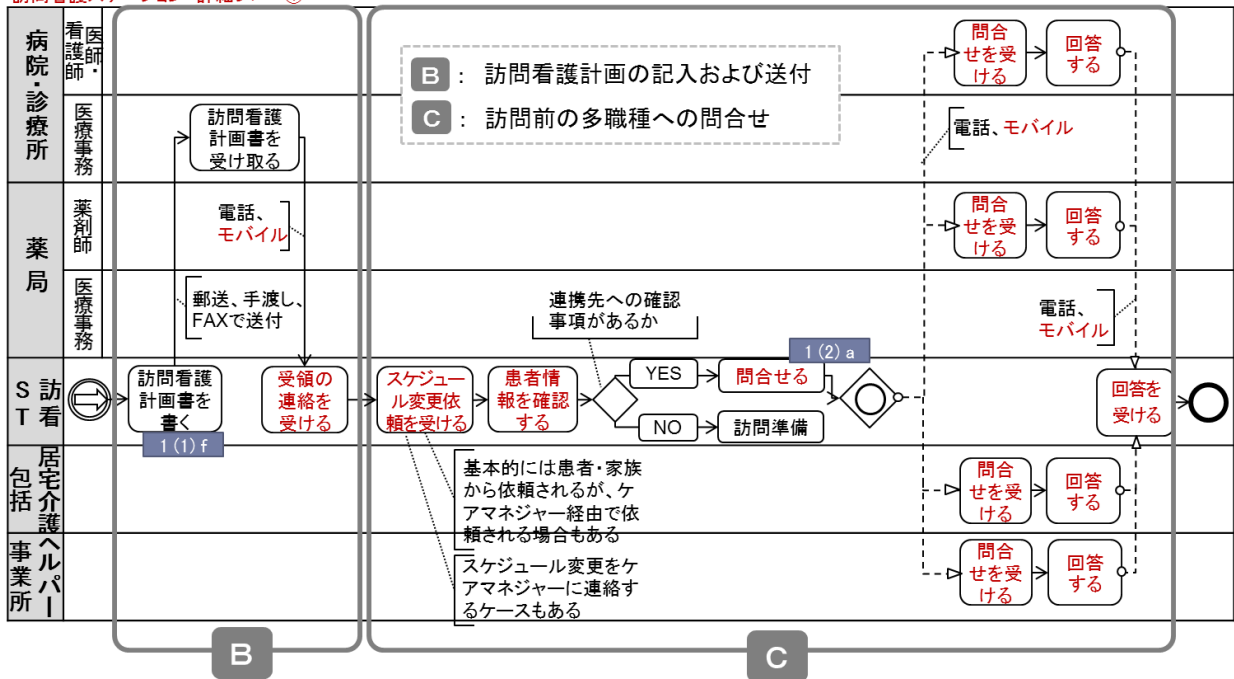 病院・診療所
医師・
看護師
医療事務
薬局
薬剤師
医療事務
訪看
ST
居宅介護
包括
ヘルパー
事業所
B : 訪問看護計画の記入および送付
C : 訪問前の多職種への問合せ
訪問看護
計画書を
受け取る
電話、
モバイル
郵送、手渡し、
FAXで送付
訪問看護
計画書を
書く
1(1)f
受領の
連絡を
受ける
スケジュー
ル変更依
頼を受ける
患者情
報を確認
する
連携先への確認
事項があるか
YES
問合せる
1(2)a
NO
訪問準備
基本的には患者・家族
から依頼されるが、ケ
アマネジャー経由で依
頼される場合もある
スケジュール変更をケ
アマネジャーに連絡す
るケースもある
問合
せを受
ける
回答
する
電話、モバイル
問合
せを受
ける
回答
する
電話、
モバイル
回答を
受ける
問合
せを受
ける
回答
する
問合
せを受
ける
回答
する
B
C